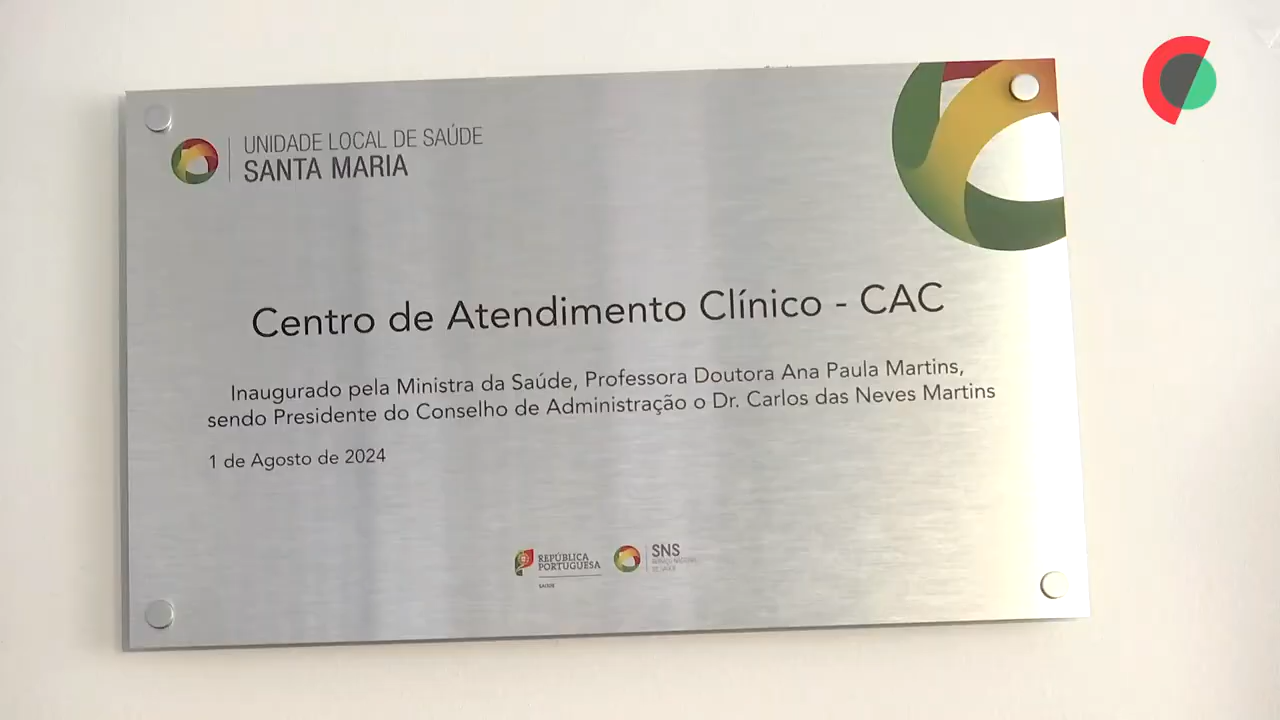 UNIDADE LOCAL DE SAÚDE
SANTA MARIA
Centro de Atendimento Clínico - CAC
Inaugurado pela Ministra da Saúde, Professora Doutora Ana Paula Martins,
sendo Presidente do Conselho de Administração o Dr. Carlos das Neves Martins
1 de Agosto de 2024
REPÚBLICA
PORTUGUESA
SAÚDE
SNS